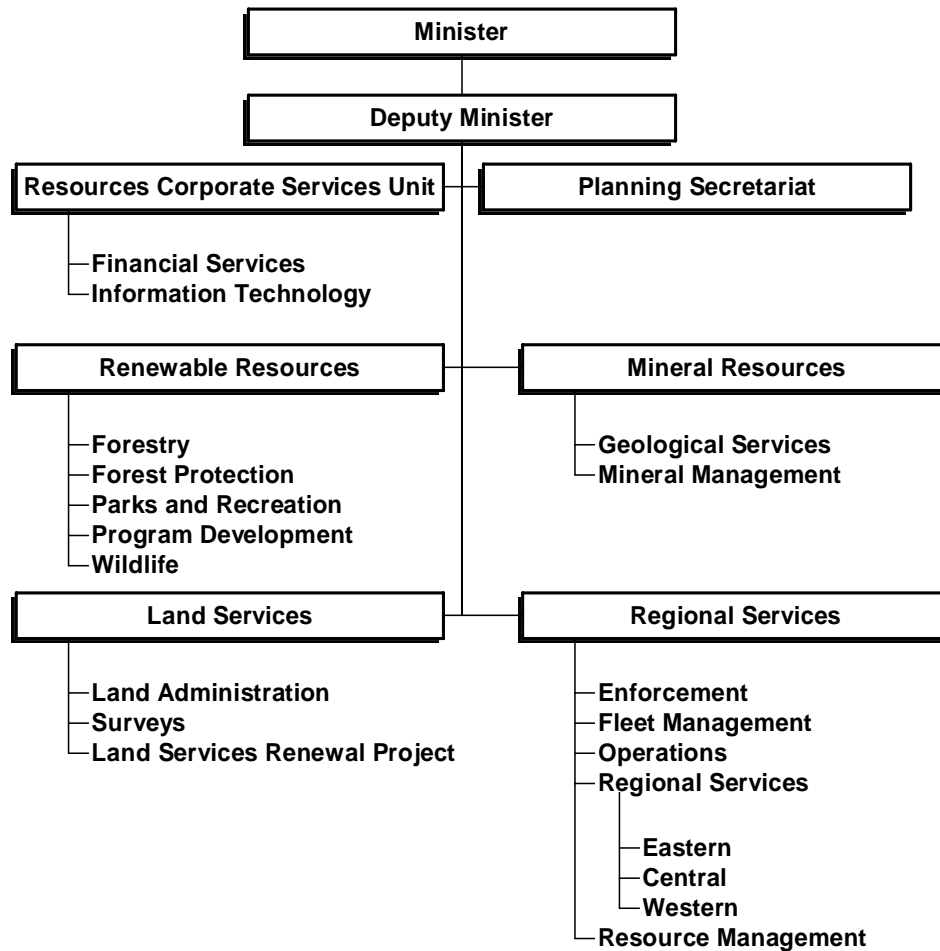 Minister
Deputy Minister
Resources Corporate Services Unit
Planning Secretariat
Financial Services
Information Technology
Renewable Resources
Mineral Resources
Forestry
Forest Protection
Parks and Recreation
Program Development
Wildlife
Geological Services
Mineral Management
Land Services
Regional Services
Land Administration
Surveys
Land Services Renewal Project
Enforcement
Fleet Management
Operations
Regional Services
Eastern
Central
Western
Resource Management